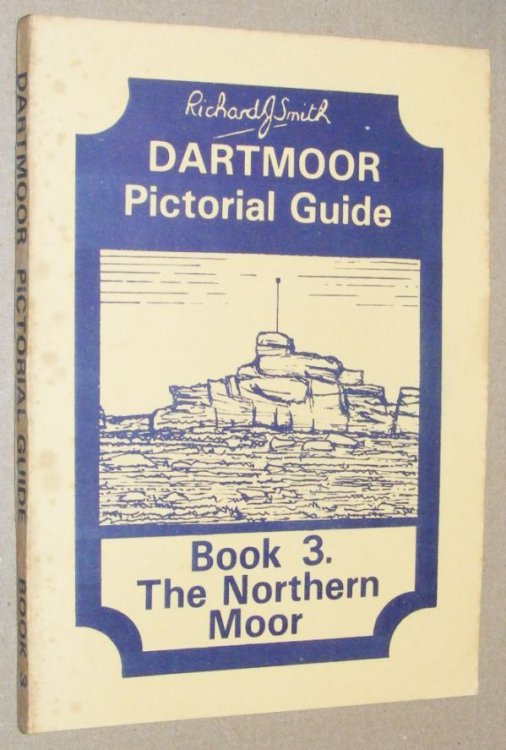 Richard J Smith
DARTMOOR
Pictorial Guide
Book 3.
The Northern
Moor
DARTMOOR PICTORIAL GUIDE BOOK 3